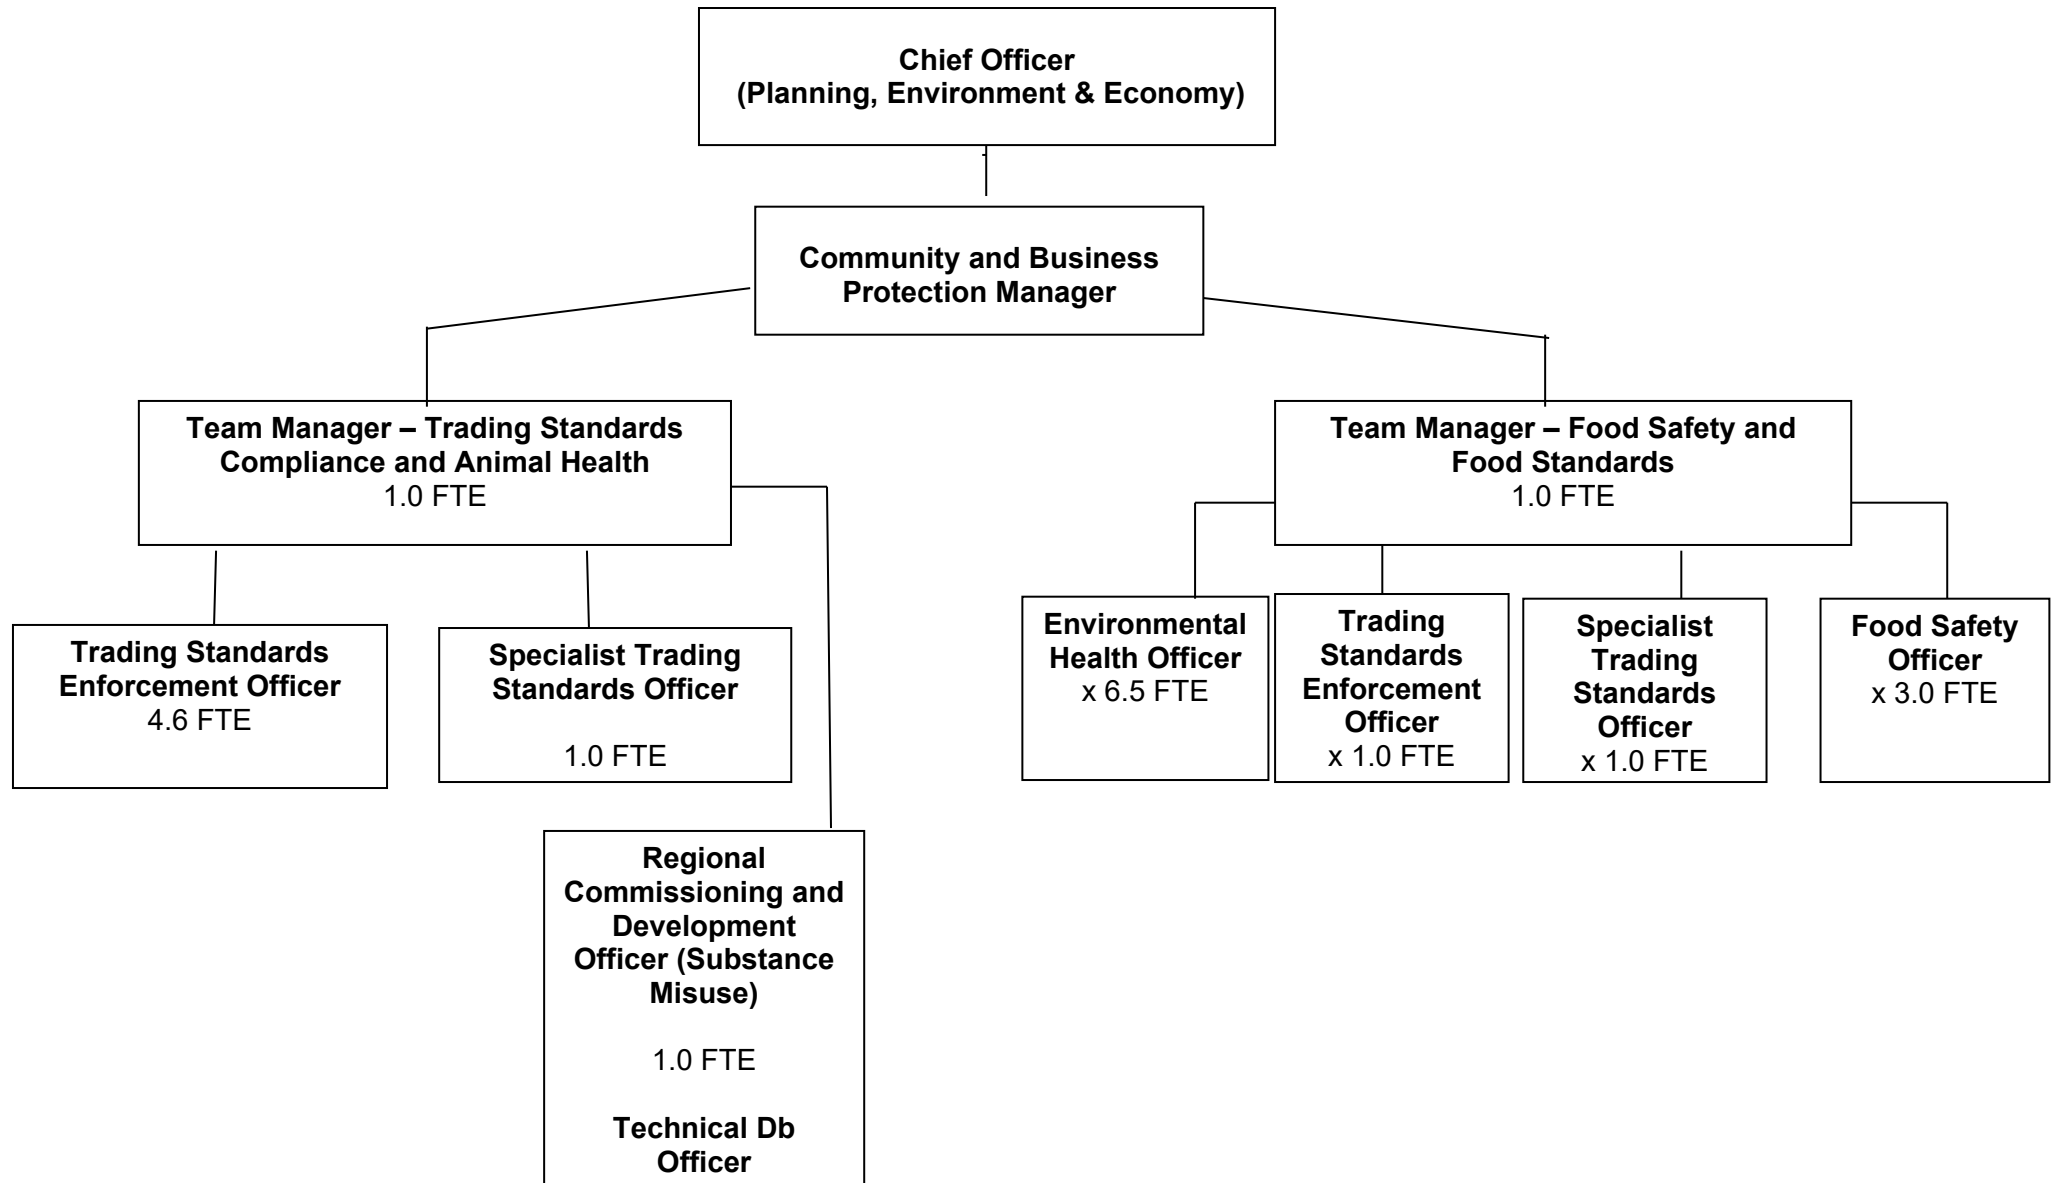 Chief Officer
(Planning, Environment & Economy)
Community and Business
Protection Manager
Team Manager – Trading Standards
Compliance and Animal Health
1.0 FTE
Team Manager – Food Safety and
Food Standards
1.0 FTE
Trading Standards
Enforcement Officer
4.6 FTE
Specialist Trading
Standards Officer
1.0 FTE
Environmental
Health Officer
x 6.5 FTE
Trading
Standards
Enforcement
Officer
x 1.0 FTE
Specialist
Trading
Standards
Officer
x 1.0 FTE
Food Safety
Officer
x 3.0 FTE
Regional
Commissioning and
Development
Officer (Substance
Misuse)
1.0 FTE
Technical Db
Officer